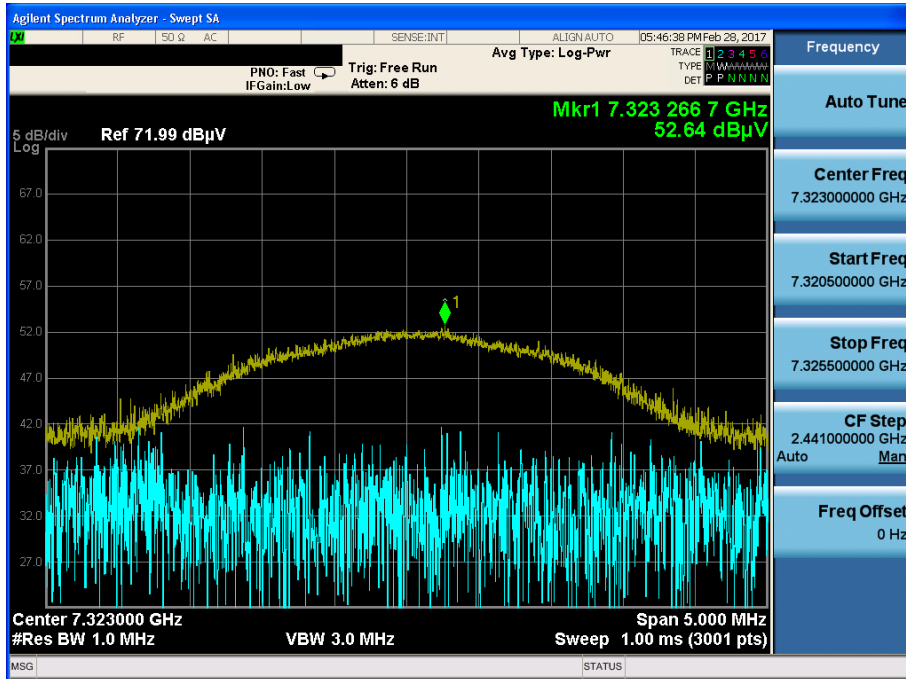 Agilent Spectrum Analyzer - Swept SA
LXI RF 50 Ω AC SENSE:INT ALIGN AUTO 05:46:38 PM Feb 28, 2017
Frequency
Avg Type: Log-Pwr
TRACE 1 2 3 4 5 6
PNO: Fast Trig: Free Run
TYPE M WWWWW
IFGain:Low Atten: 6 dB
DET P P N N N N
Auto Tune
Mkr1 7.323 266 7 GHz
52.64 dBµV
5 dB/div Ref 71.99 dBµV
Log
Center Freq
7.323000000 GHz
67.0
62.0
Start Freq
7.320500000 GHz
57.0
1
52.0
Stop Freq
7.325500000 GHz
47.0
42.0
CF Step
2.441000000 GHz
Auto Man
37.0
32.0
Freq Offset
0 Hz
27.0
Center 7.323000 GHz Span 5.000 MHz
#Res BW 1.0 MHz VBW 3.0 MHz Sweep 1.00 ms (3001 pts)
MSG STATUS